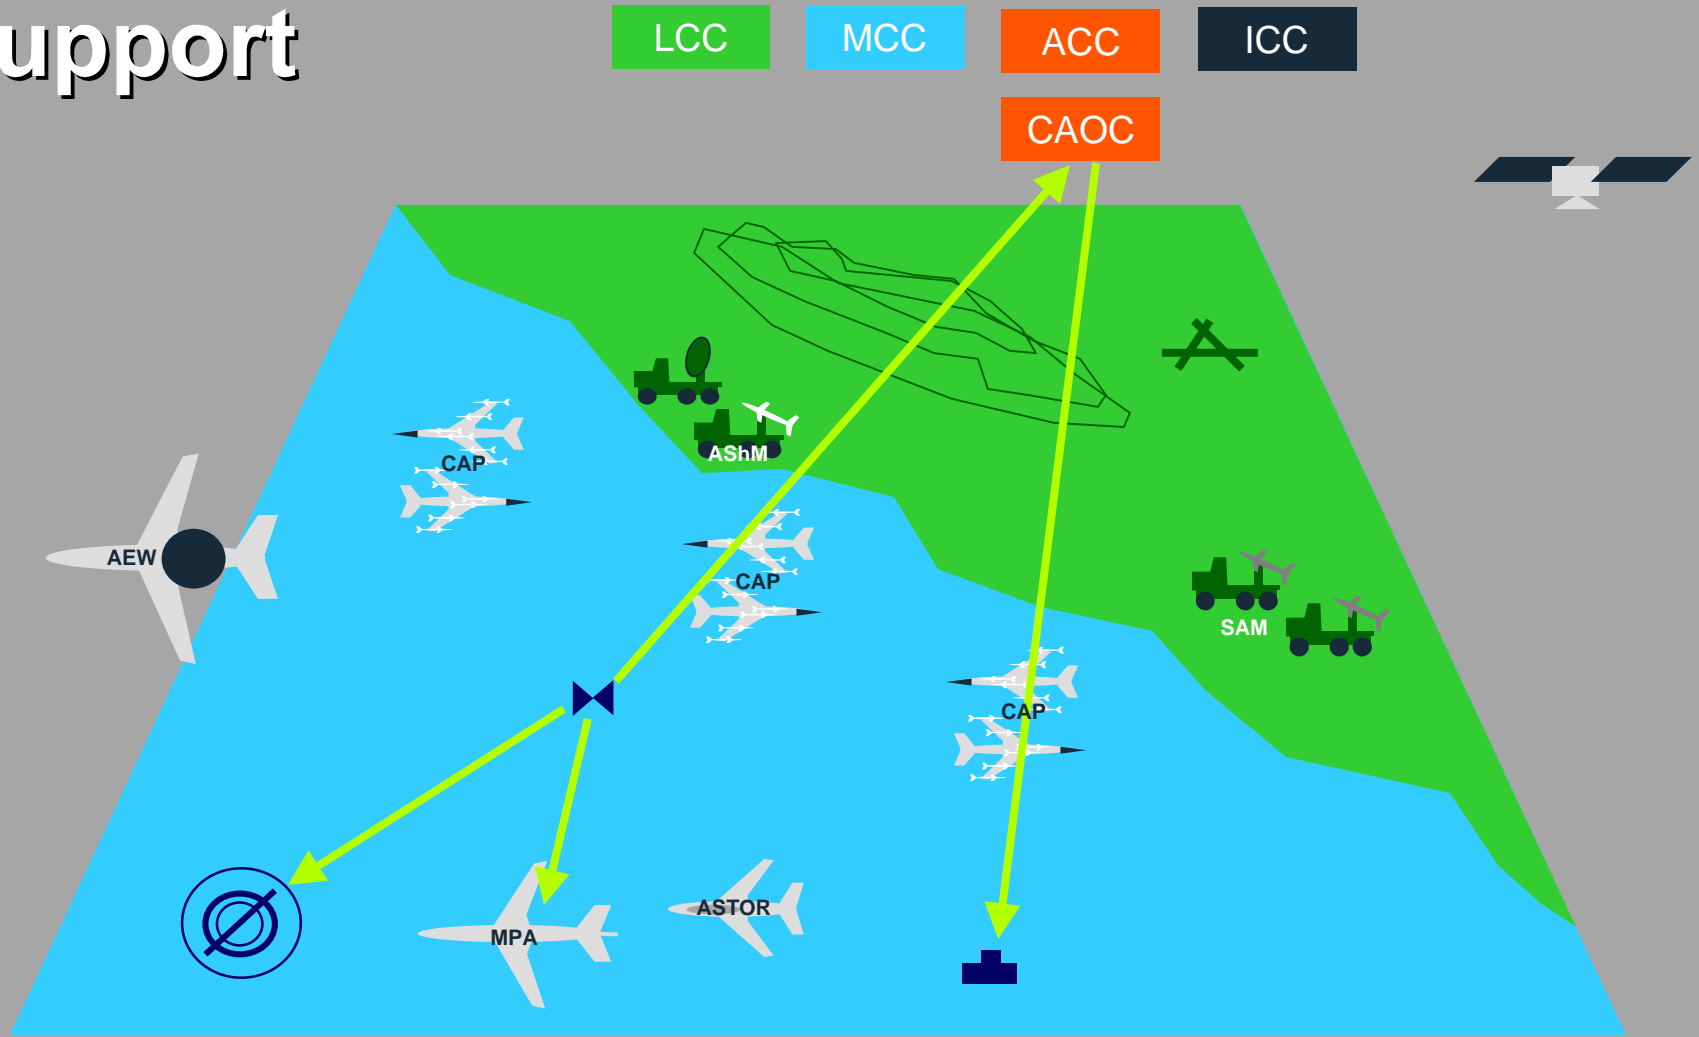 upport
LCC
MCC
ACC
ICC
CAOC
CAP
AShM
AEW
CAP
SAM
CAP
ASTOR
MPA